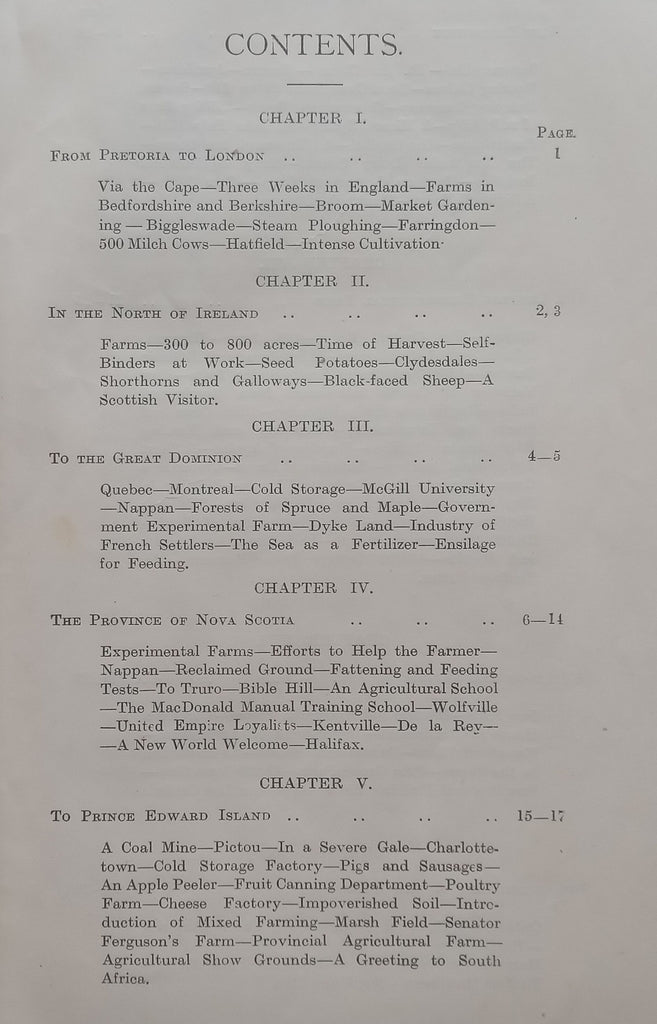 CONTENTS.
CHAPTER I.
PAGE.
FROM PRETORIA TO LONDON .. .. .. .. 1
Via the Cape—Three Weeks in England—Farms in
Bedfordshire and Berkshire—Broom—Market Garden-
ing — Biggleswade—Steam Ploughing—Farringdon—
500 Milch Cows—Hatfield—Intense Cultivation·
CHAPTER II.
IN THE NORTH OF IRELAND .. .. .. .. 2, 3
Farms—300 to 800 acres—Time of Harvest—Self-
Binders at Work—Seed Potatoes—Clydesdales—
Shorthorns and Galloways—Black-faced Sheep—A
Scottish Visitor.
CHAPTER III.
TO THE GREAT DOMINION .. .. .. .. 4—5
Quebec—Montreal—Cold Storage—McGill University
—Nappan—Forests of Spruce and Maple—Govern-
ment Experimental Farm—Dyke Land—Industry of
French Settlers—The Sea as a Fertilizer—Ensilage
for Feeding.
CHAPTER IV.
THE PROVINCE OF NOVA SCOTIA .. .. .. 6—14
Experimental Farms—Efforts to Help the Farmer—
Nappan—Reclaimed Ground—Fattening and Feeding
Tests—To Truro—Bible Hill—An Agricultural School
—The MacDonald Manual Training School—Wolfville
—United Empire Loyalists—Kentville—De la Rey—
—A New World Welcome—Halifax.
CHAPTER V.
TO PRINCE EDWARD ISLAND .. .. .. .. 15—17
A Coal Mine—Pictou—In a Severe Gale—Charlotte-
town—Cold Storage Factory—Pigs and Sausages—
An Apple Peeler—Fruit Canning Department—Poultry
Farm—Cheese Factory—Impoverished Soil—Intro-
duction of Mixed Farming—Marsh Field—Senator
Ferguson's Farm—Provincial Agricultural Farm—
Agricultural Show Grounds—A Greeting to South
Africa.